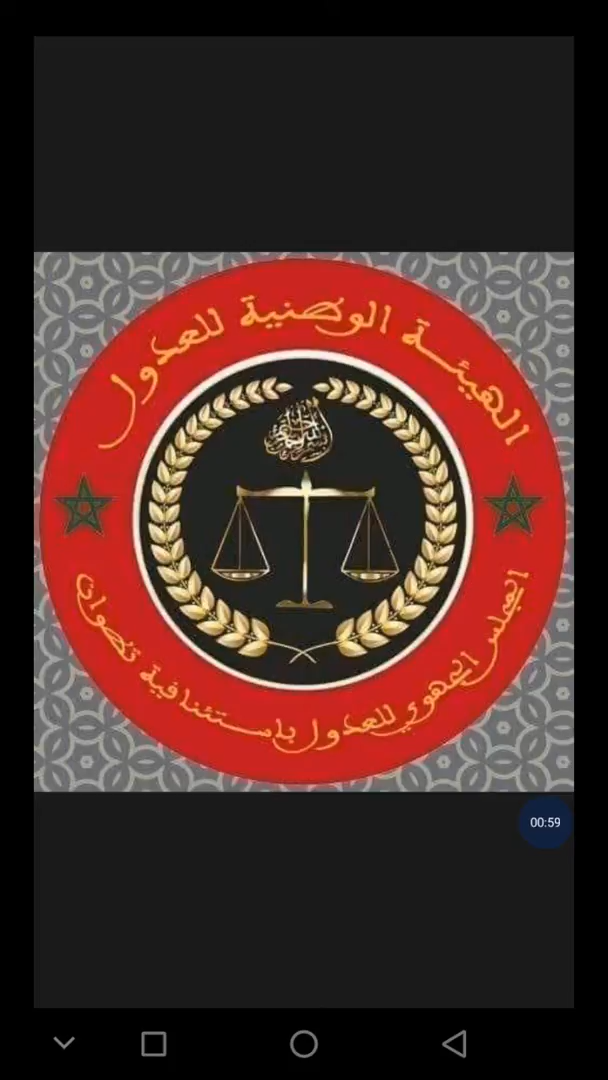 الهيئة الوطنية للعدول
المجلس الجهوي للعدول باستئنافية تطوان
00:59